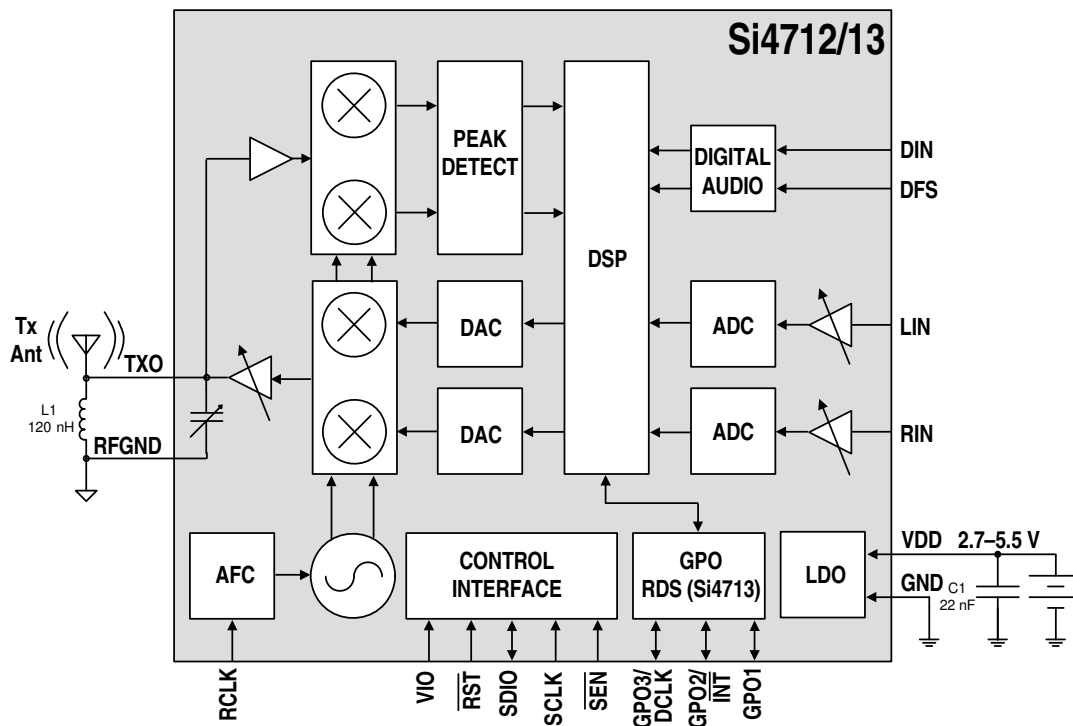 Si4712/13
PEAK
DETECT
DIGITAL
AUDIO
DIN
DFS
DSP
Tx
Ant
TXO
DAC
ADC
LIN
L1
120 nH
RFGND
DAC
ADC
RIN
AFC
CONTROL
INTERFACE
GPO
RDS (Si4713)
LDO
VDD 2.7–5.5 V
GND
C1
22 nF
RCLK
VIO
RST
SDIO
SCLK
SEN
GPO3/
DCLK
GPO2/
INT
GPO1